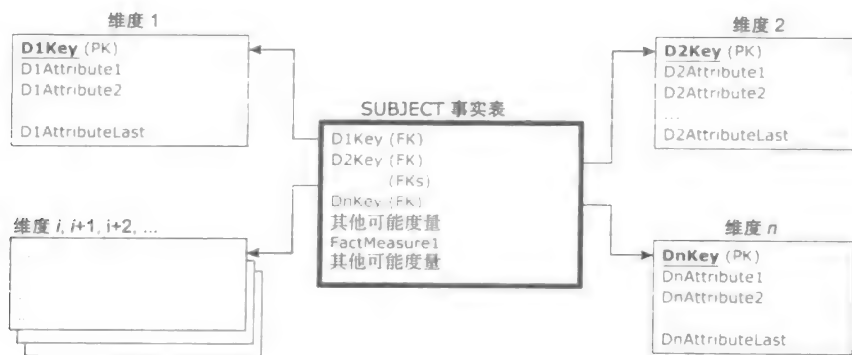 维度 1
D1Key (PK)
D1Attribute1
D1Attribute2
D1AttributeLast
维度 2
D2Key (PK)
D2Attribute1
D2Attribute2
...
D2AttributeLast
SUBJECT 事实表
D1Key (FK)
D2Key (FK)
(FKs)
DnKey (FK)
其他可能度量
FactMeasure1
其他可能度量
维度 i, i+1, i+2, ...
维度 n
DnKey (PK)
DnAttribute1
DnAttribute2
DnAttributeLast